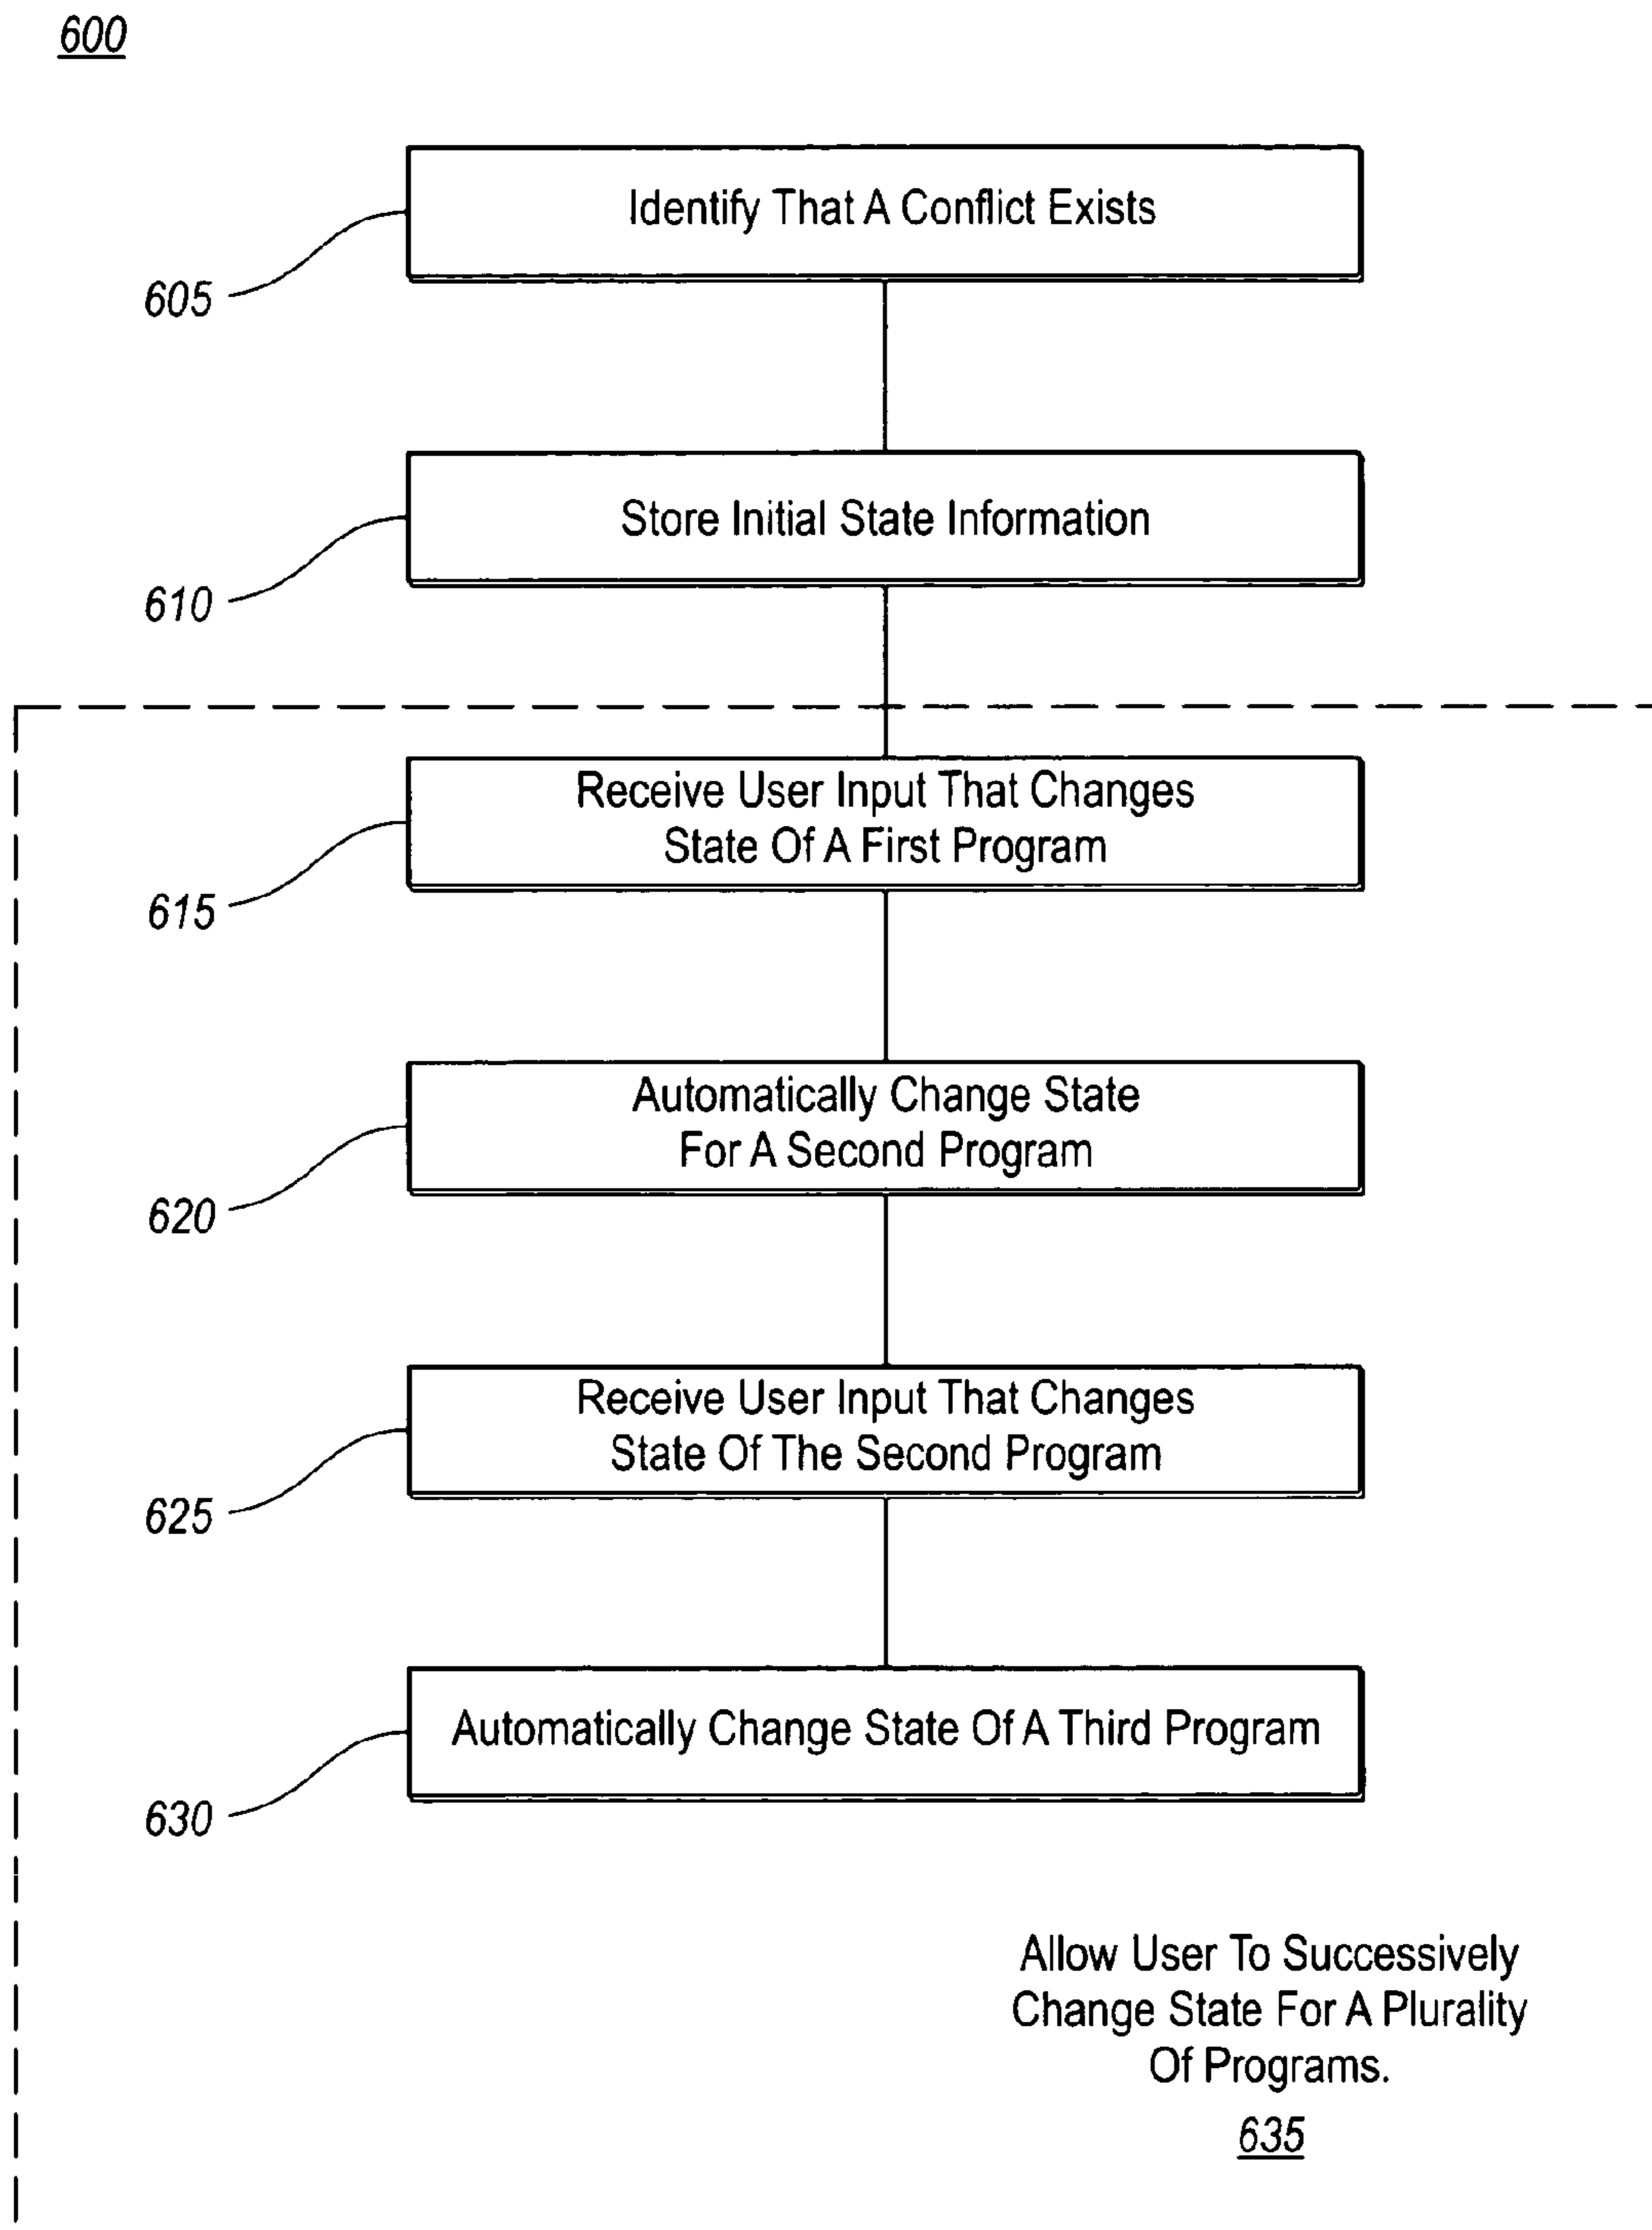 600
Identify That A Conflict Exists
605
Store Initial State Information
610
Receive User Input That Changes
State Of A First Program
615
Automatically Change State
For A Second Program
620
Receive User Input That Changes
State Of The Second Program
625
Automatically Change State Of A Third Program
630
Allow User To Successively
Change State For A Plurality
Of Programs.
635